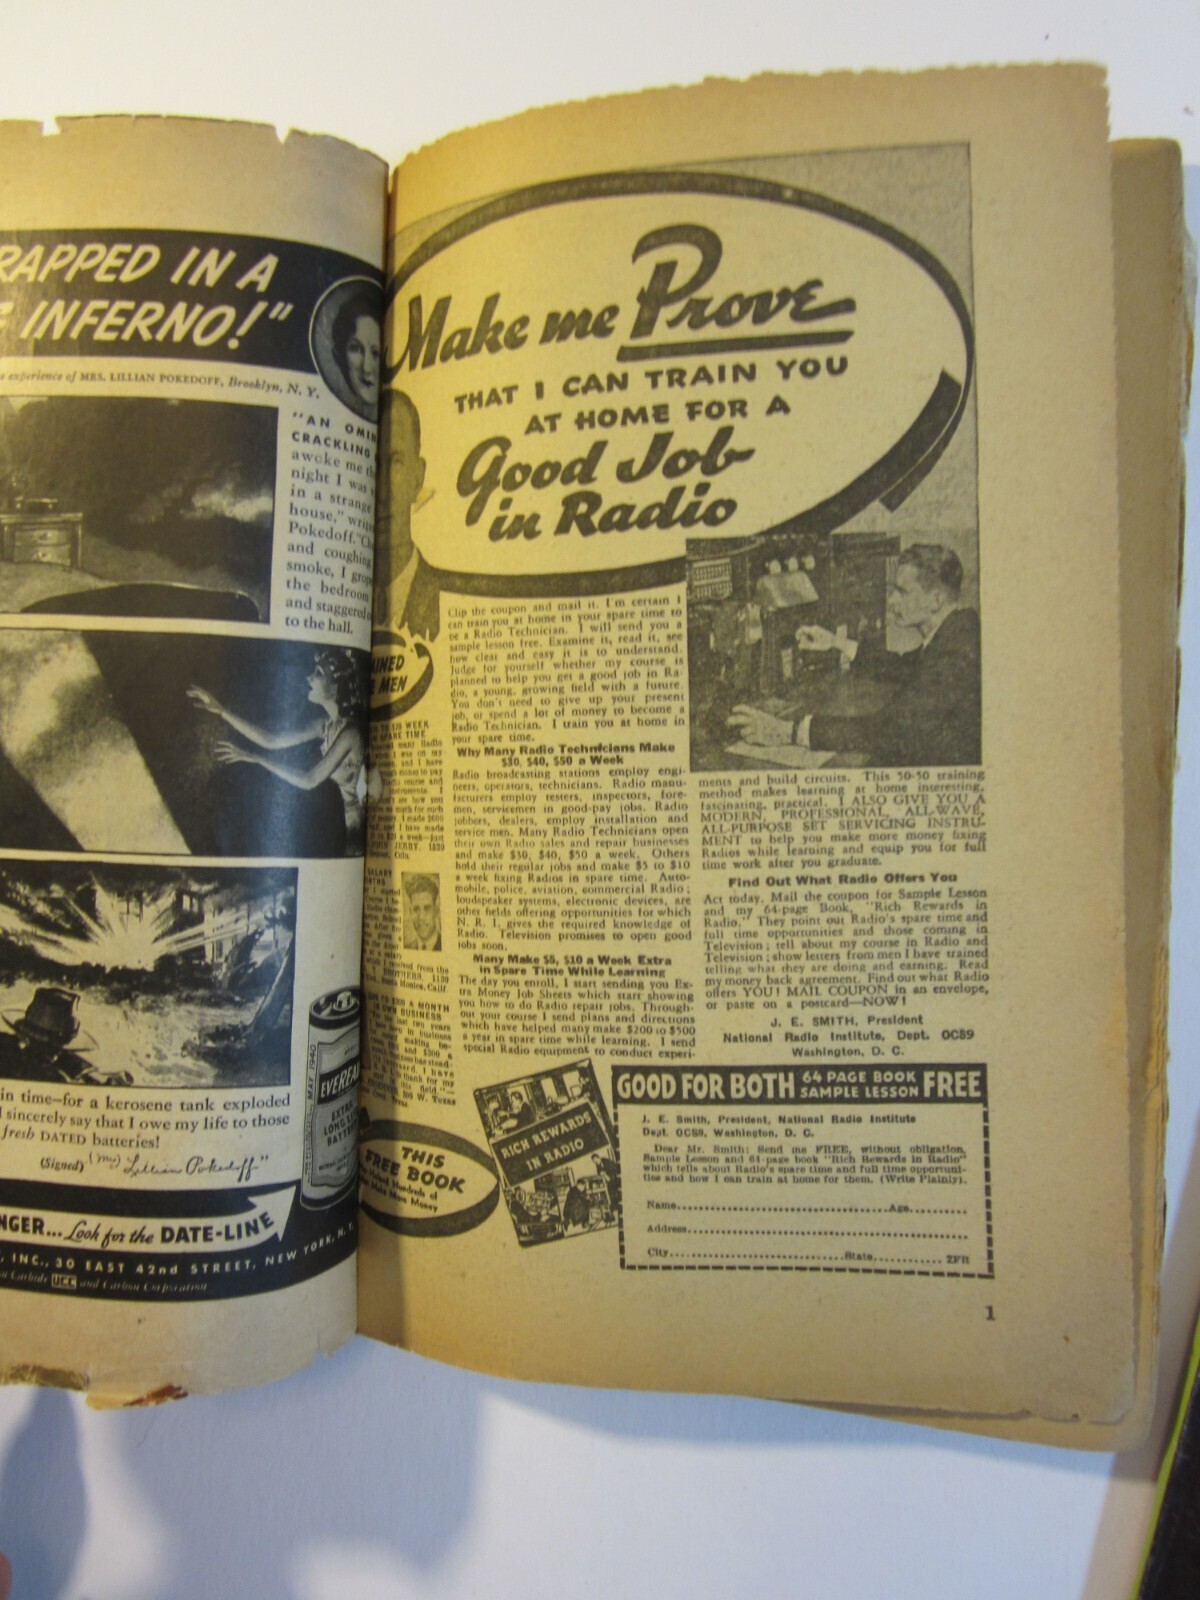 RAPPED IN A
INFERNO!"
experience of MRS. LILLIAN POKEDOFF, Brooklyn, N. Y.
"AN
CRACKLING
awoke me
night I was
in a strange
house,"
Pokedoff.
and coughing
smoke, I
the bedroom
and staggered
to the hall.
in time—for a kerosene tank exploded
sincerely say that I owe my life to those
fresh DATED batteries!
(Signed) (Mrs) Lillian Pokedoff"
MAY 1940
EVEREADY
EXTRA
LONG LIFE
NGER... Look for the DATE-LINE
INC., 30 EAST 42nd STREET, NEW YORK, N. Y.
Carbide UCC and Carbon Corporation
Make me Prove
THAT I CAN TRAIN YOU
AT HOME FOR A
Good Job
in Radio
MEN
Clip the coupon and mail it. I'm certain I
can train you at home in your spare time to
be a Radio Technician. I will send you a
sample lesson free. Examine it, read it, see
how clear and easy it is to understand.
Judge for yourself whether my course is
planned to help you get a good job in Ra-
dio, a young, growing field with a future.
You don't need to give up your present
job, or spend a lot of money to become a
Radio Technician. I train you at home in
your spare time.
Why Many Radio Technicians Make
$30, $40, $50 a Week
Radio broadcasting stations employ engi-
neers, operators, technicians. Radio manu-
facturers employ testers, inspectors, fore-
men, servicemen in good-pay jobs. Radio
jobbers, dealers, employ installation and
service men. Many Radio Technicians open
their own Radio sales and repair businesses
and make $30, $40, $50 a week. Others
hold their regular jobs and make $5 to $10
a week fixing Radios in spare time. Auto-
mobile, police, aviation, commercial Radio;
loudspeaker systems, electronic devices, are
other fields offering opportunities for which
N. R. I. gives the required knowledge of
Radio. Television promises to open good
jobs soon.
Many Make $5, $10 a Week Extra
in Spare Time While Learning
The day you enroll, I start sending you Ex-
tra Money Job Sheets which start showing
you how to do Radio repair jobs. Through-
out your course I send plans and directions
which have helped many make $200 to $500
a year in spare time while learning. I send
special Radio equipment to conduct experi-
ments and build circuits. This 50-50 training
method makes learning at home interesting,
fascinating, practical. I ALSO GIVE YOU A
MODERN, PROFESSIONAL, ALL-WAVE,
ALL-PURPOSE SET SERVICING INSTRU-
MENT to help you make more money fixing
Radios while learning and equip you for full
time work after you graduate.
Find Out What Radio Offers You
Act today. Mail the coupon for Sample Lesson
and my 64-page Book, "Rich Rewards in
Radio." They point out Radio's spare time and
full time opportunities and those coming in
Television; tell about my course in Radio and
Television; show letters from men I have trained
telling what they are doing and earning. Read
my money back agreement. Find out what Radio
offers YOU! MAIL COUPON in an envelope,
or paste on a postcard—NOW!
J. E. SMITH, President
National Radio Institute, Dept. OCS9
Washington, D. C.
THIS
FREE BOOK
Hundreds of
Make More Money
RICH REWARDS
IN RADIO
GOOD FOR BOTH 64 PAGE BOOK SAMPLE LESSON FREE
J. E. Smith, President, National Radio Institute
Dept. OCS9, Washington, D. C.
Dear Mr. Smith: Send me FREE, without obligation,
Sample Lesson and 64-page book "Rich Rewards in Radio"
which tells about Radio's spare time and full time opportuni-
ties and how I can train at home for them. (Write Plainly).
Name..........Age..........
Address..........
City..........State.......... 2FR
1